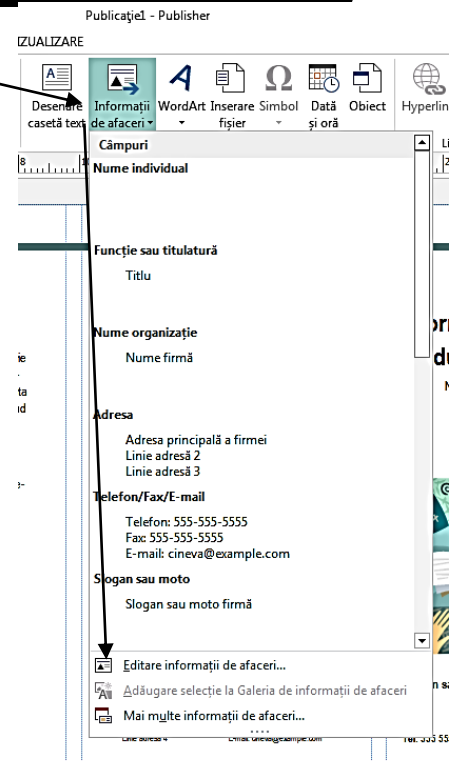 Publicație1 - Publisher
IZUALIZARE
Desenare casetă text
Informații de afaceri
WordArt
Inserare fișier
Simbol
Dată și oră
Obiect
Hyperlin
Câmpuri
Nume individual
Funcție sau titulatură
Titlu
Nume organizație
Nume firmă
Adresa
Adresa principală a firmei
Linie adresă 2
Linie adresă 3
Telefon/Fax/E-mail
Telefon: 555-555-5555
Fax: 555-555-5555
E-mail: cineva@example.com
Slogan sau moto
Slogan sau moto firmă
Editare informații de afaceri...
Adăugare selecție la Galeria de informații de afaceri
Mai multe informații de afaceri...